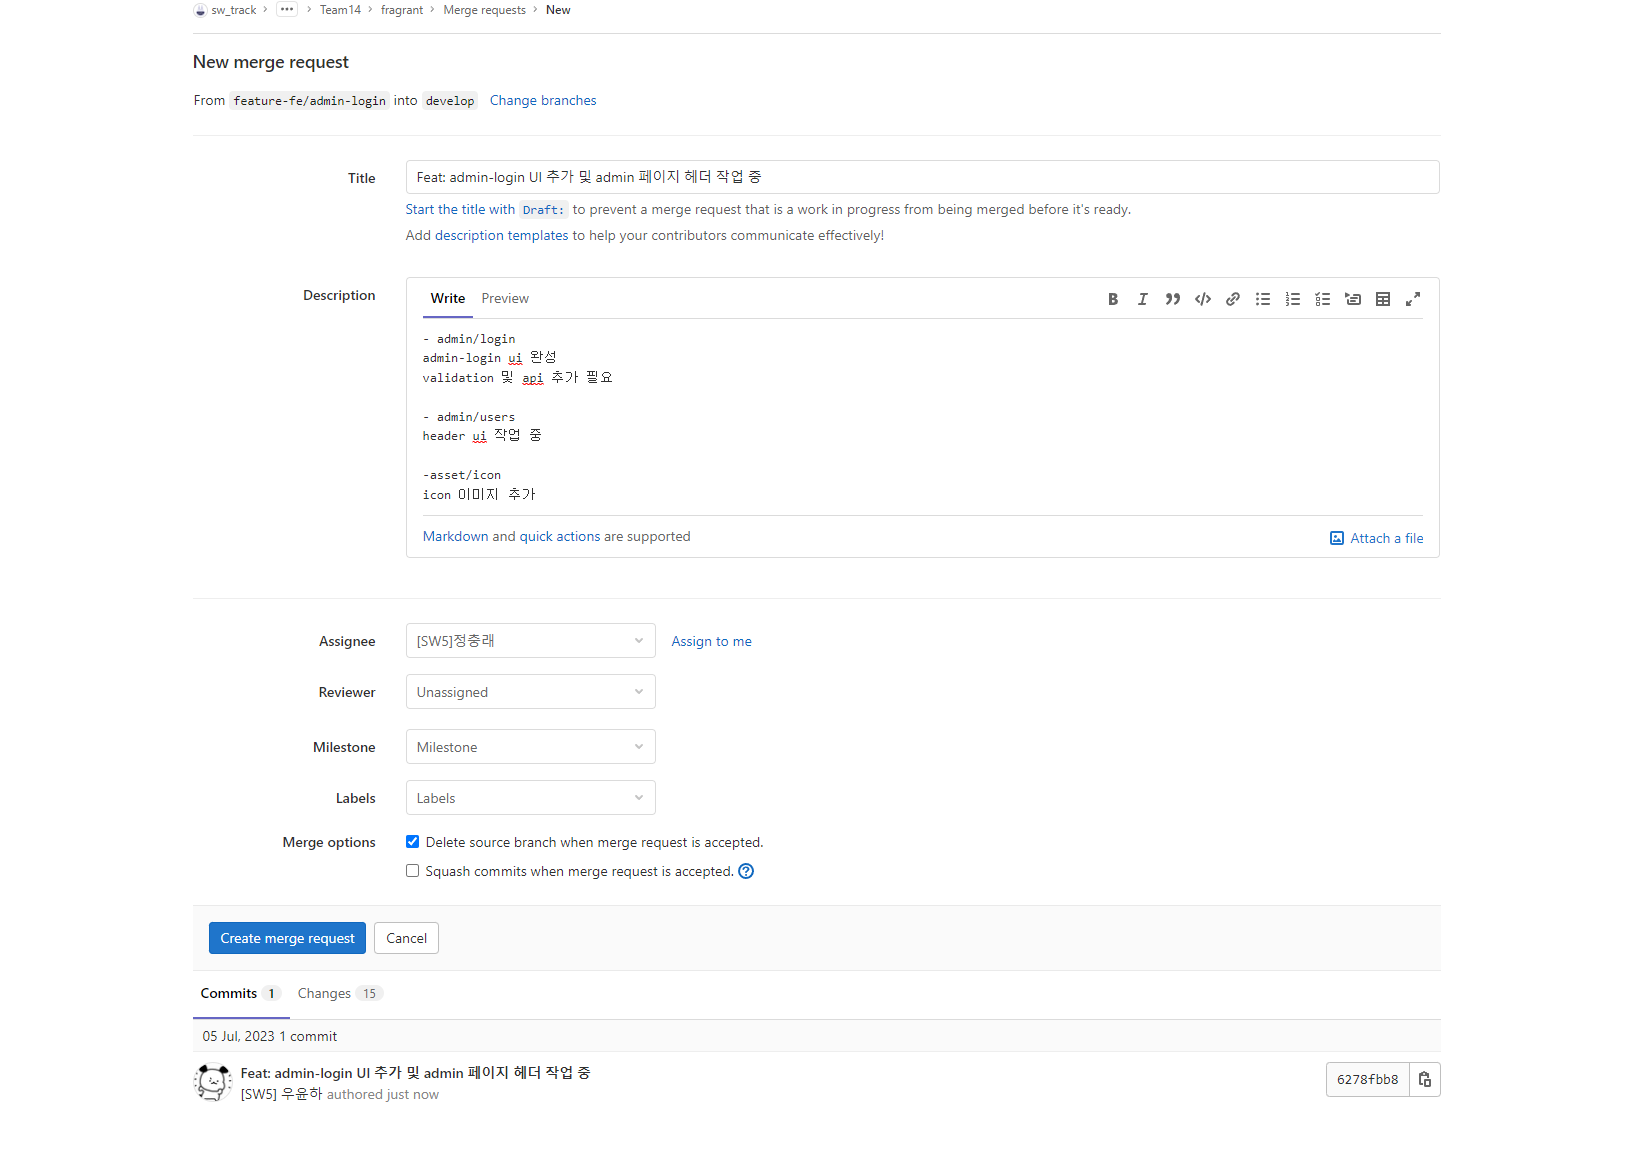 sw_track > ••• > Team14 > fragrant > Merge requests > New
New merge request
From feature-fe/admin-login into develop Change branches
Title
Feat: admin-login UI 추가 및 admin 페이지 헤더 작업 중
Start the title with Draft: to prevent a merge request that is a work in progress from being merged before it's ready.
Add description templates to help your contributors communicate effectively!
Description
Write Preview
- admin/login
admin-login ui 완성
validation 및 api 추가 필요
- admin/users
header ui 작업 중
-asset/icon
icon 이미지 추가
Markdown and quick actions are supported
Attach a file
Assignee
[SW5]정충래
Assign to me
Reviewer
Unassigned
Milestone
Milestone
Labels
Labels
Merge options
Delete source branch when merge request is accepted.
Squash commits when merge request is accepted.
Create merge request Cancel
Commits 1 Changes 15
05 Jul, 2023 1 commit
Feat: admin-login UI 추가 및 admin 페이지 헤더 작업 중
[SW5] 우윤하 authored just now
6278fbb8